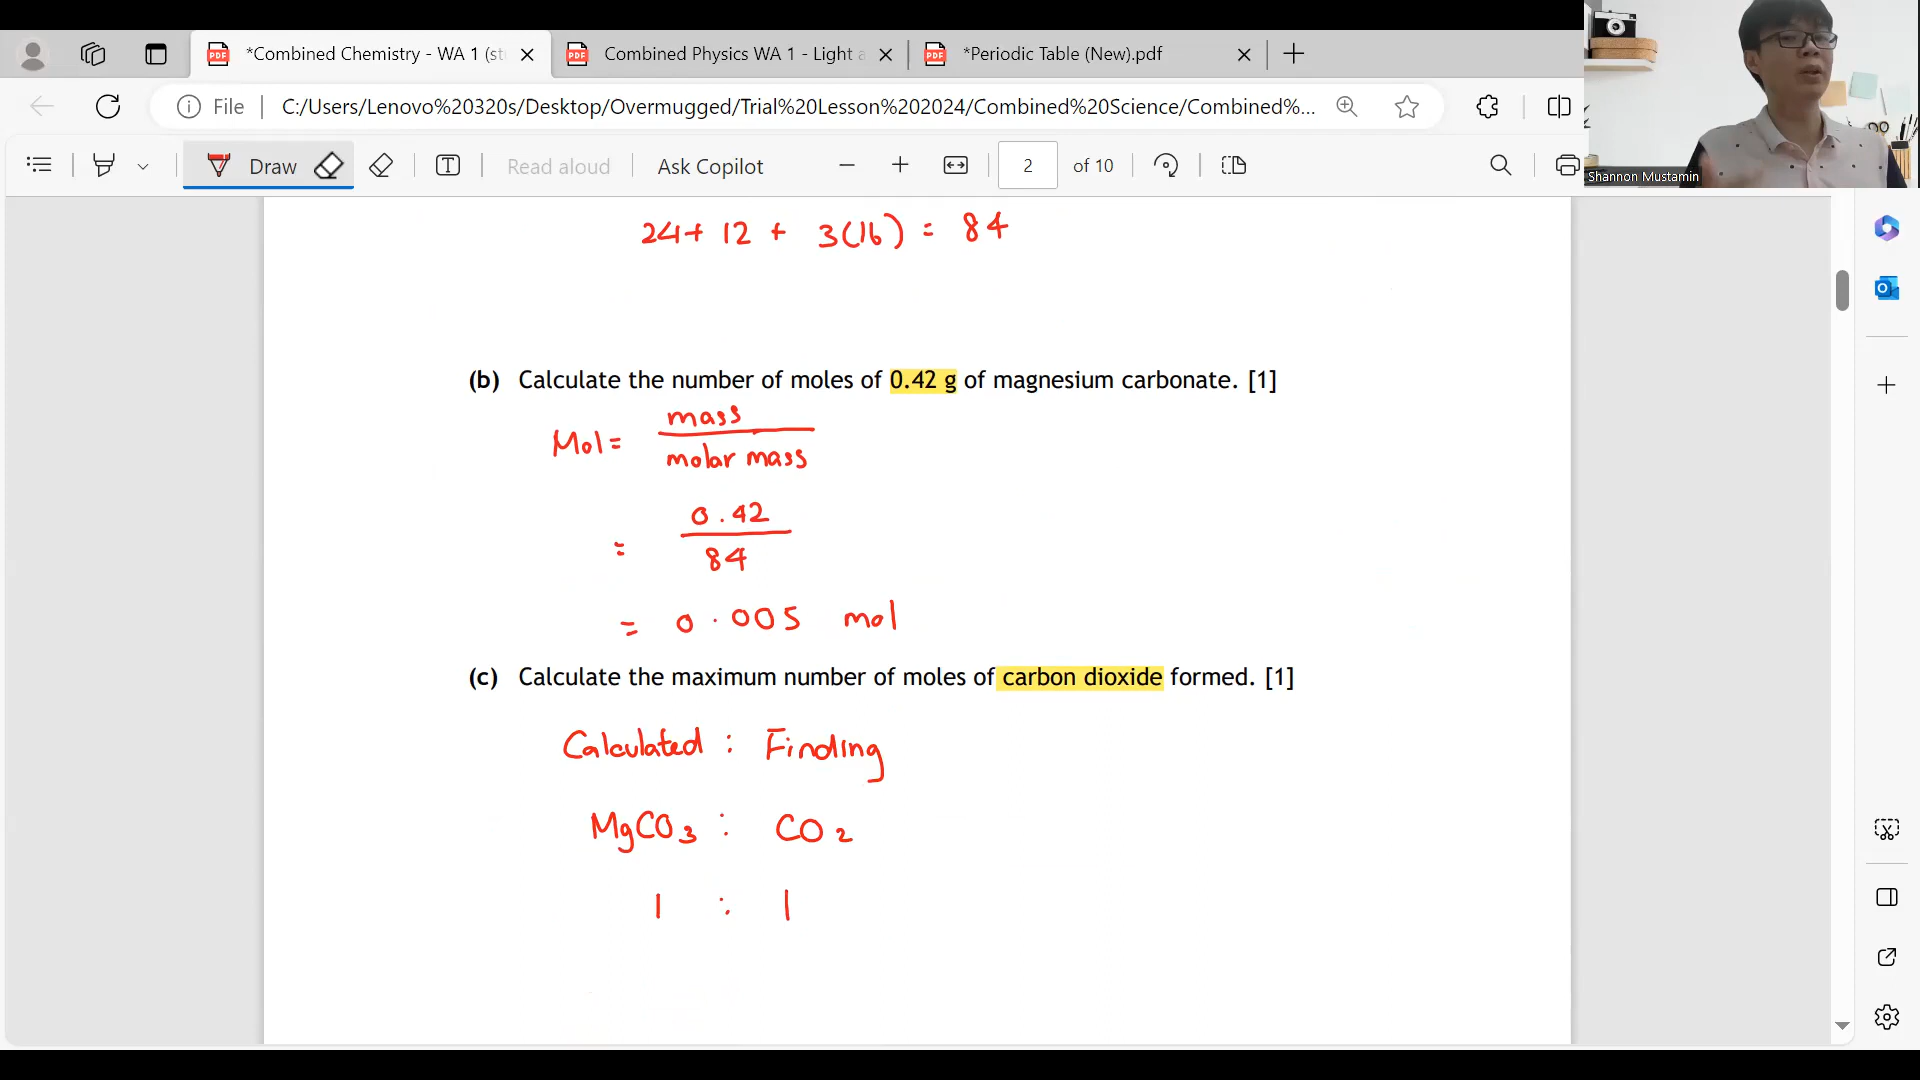 *Combined Chemistry - WA 1 (st
Combined Physics WA 1 - Light a
*Periodic Table (New).pdf
File
C:/Users/Lenovo%20320s/Desktop/Overmugged/Trial%20Lesson%202024/Combined%20Science/Combined%...
Draw
Read aloud
Ask Copilot
2 of 10
Shannon Mustamin
24+ 12 + 3(16) = 84
(b) Calculate the number of moles of 0.42 g of magnesium carbonate. [1]
Mol = mass
molar mass
= 0.42
84
= 0.005 mol
(c) Calculate the maximum number of moles of carbon dioxide formed. [1]
Calculated : Finding
MgCO3 : CO2
1 : 1